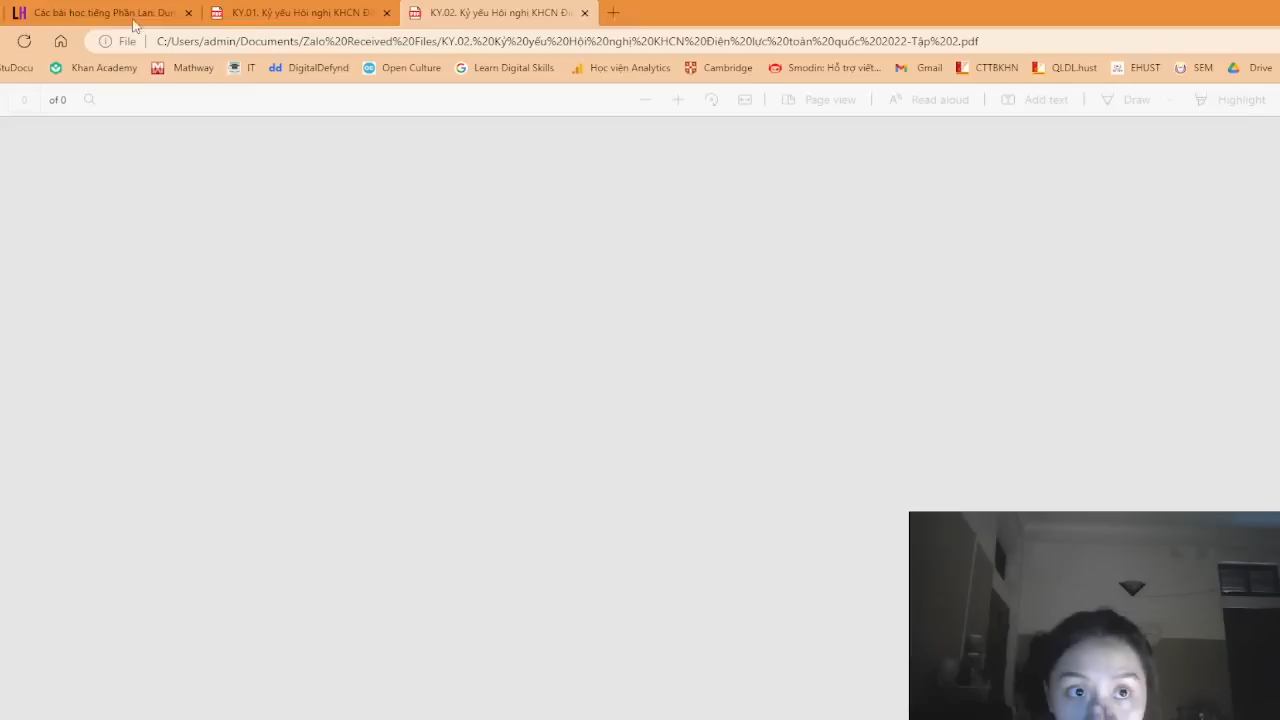 Các bài học tiếng Phần Lan. Dun
KY.01. Kỷ yếu Hội nghị KHCN Đi
KY.02. Kỷ yếu Hội nghị KHCN Đi
File
C:/Users/admin/Documents/Zalo%20Received%20Files/KY.02.%20Kỷ%20yếu%20Hội%20nghị%20KHCN%20Điện%20lực%20toàn%20quốc%202022-Tập%202.pdf
StuDocu
Khan Academy
Mathway
IT
DigitalDefynd
Open Culture
Learn Digital Skills
Học viện Analytics
Cambridge
Smodin: Hỗ trợ viết...
Gmail
CTTBKHN
QLDL.hust
EHUST
SEM
Drive
0 of 0
Page view
Read aloud
Add text
Draw
Highlight